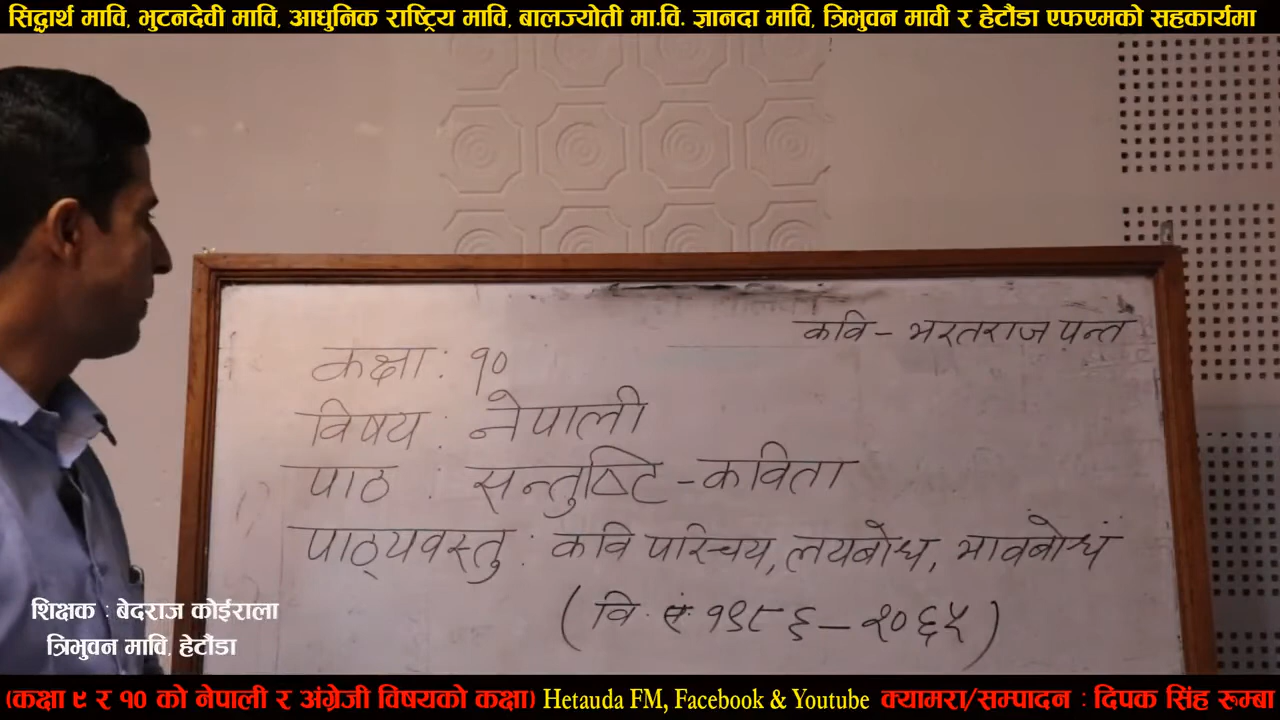 सिद्धार्थ मावि, भुटनदेवी मावि, आधुनिक राष्ट्रिय मावि, बालज्योती मा.वि. ज्ञानदा मावि, त्रिभुवन मावी र हेटौंडा एफएमको सहकार्यमा
कवि - भरतराज पन्त
कक्षा : १०
विषय : नेपाली
पाठ : सन्तुष्टि - कविता
पाठ्यवस्तु : कवि परिचय, लयबोध, भावबोध
(वि. सं. १९८६ - २०६५)
शिक्षक : बेदराज कोईराला
त्रिभुवन मावि, हेटौंडा
(कक्षा ९ र १० को नेपाली र अंग्रेजी विषयको कक्षा) Hetauda FM, Facebook & Youtube क्यामरा/सम्पादन : दिपक सिंह रूम्बा